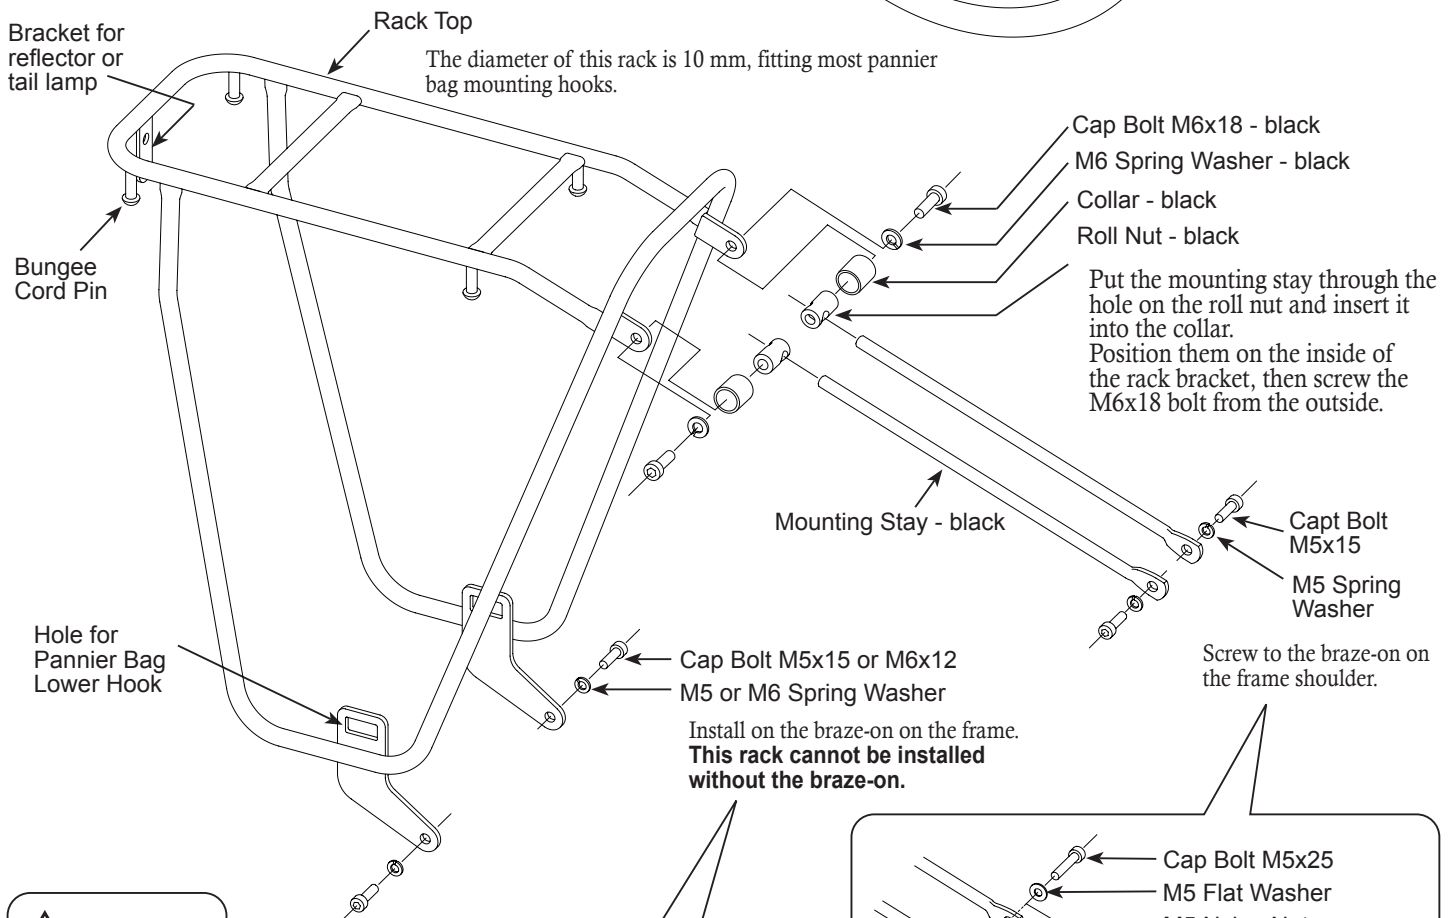 Bracket for
reflector or
tail lamp
Rack Top
The diameter of this rack is 10 mm, fitting most pannier
bag mounting hooks.
Bungee
Cord Pin
Cap Bolt M6x18 - black
M6 Spring Washer - black
Collar - black
Roll Nut - black
Put the mounting stay through the
hole on the roll nut and insert it
into the collar.
Position them on the inside of
the rack bracket, then screw the
M6x18 bolt from the outside.
Mounting Stay - black
Capt Bolt
M5x15
M5 Spring
Washer
Screw to the braze-on on
the frame shoulder.
Hole for
Pannier Bag
Lower Hook
Cap Bolt M5x15 or M6x12
M5 or M6 Spring Washer
Install on the braze-on on the frame.
This rack cannot be installed
without the braze-on.
Cap Bolt M5x25
M5 Flat Washer